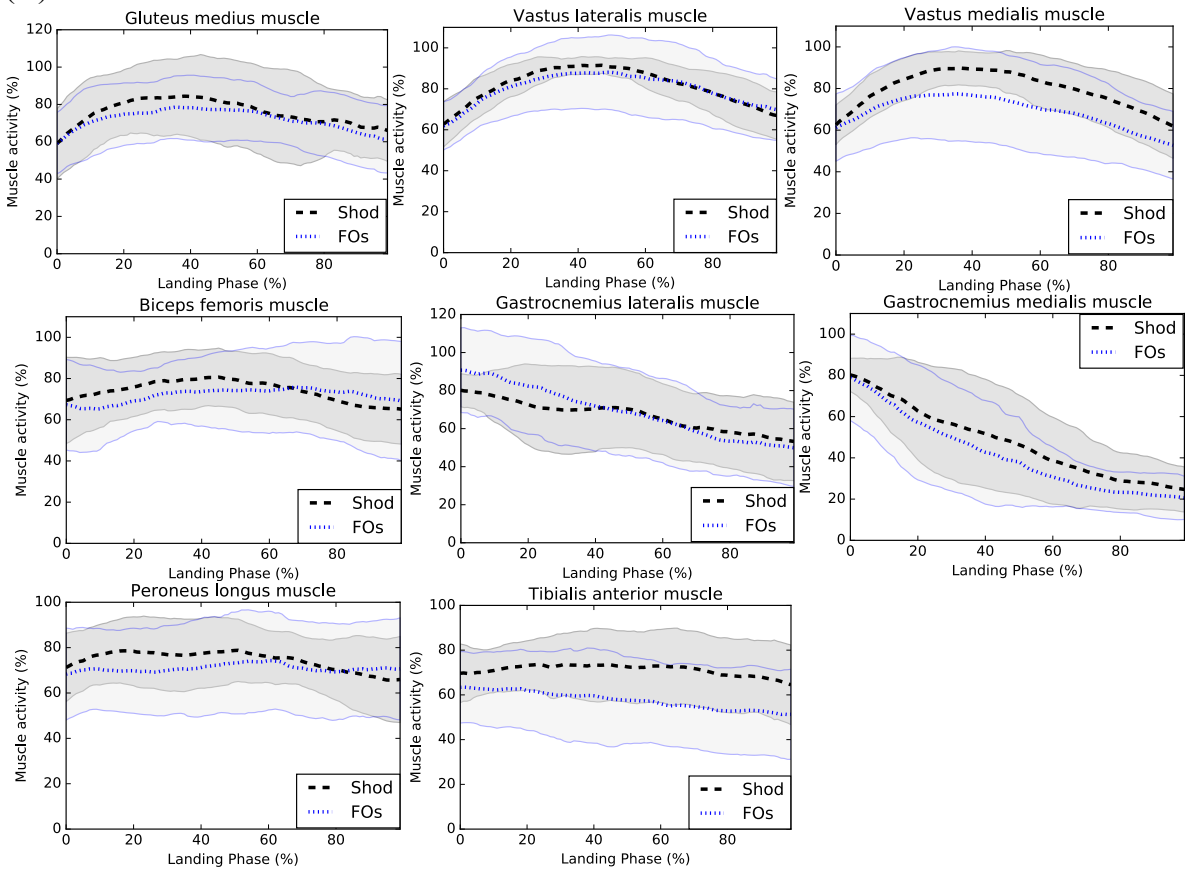 Gluteus medius muscle
120
100
80
60
40
20
0
Muscle activity (%)
Shod
FOs
0 20 40 60 80
Landing Phase (%)
Vastus lateralis muscle
100
80
60
40
20
0
Muscle activity (%)
Shod
FOs
0 20 40 60 80
Landing Phase (%)
Vastus medialis muscle
100
80
60
40
20
0
Muscle activity (%)
Shod
FOs
0 20 40 60 80
Landing Phase (%)
Biceps femoris muscle
100
80
60
40
20
0
Muscle activity (%)
Shod
FOs
0 20 40 60 80
Landing Phase (%)
Gastrocnemius lateralis muscle
120
100
80
60
40
20
0
Muscle activity (%)
Shod
FOs
0 20 40 60 80
Landing Phase (%)
Gastrocnemius medialis muscle
100
80
60
40
20
0
Muscle activity (%)
Shod
FOs
0 20 40 60 80
Landing Phase (%)
Peroneus longus muscle
100
80
60
40
20
0
Muscle activity (%)
Shod
FOs
0 20 40 60 80
Landing Phase (%)
Tibialis anterior muscle
100
80
60
40
20
0
Muscle activity (%)
Shod
FOs
0 20 40 60 80
Landing Phase (%)